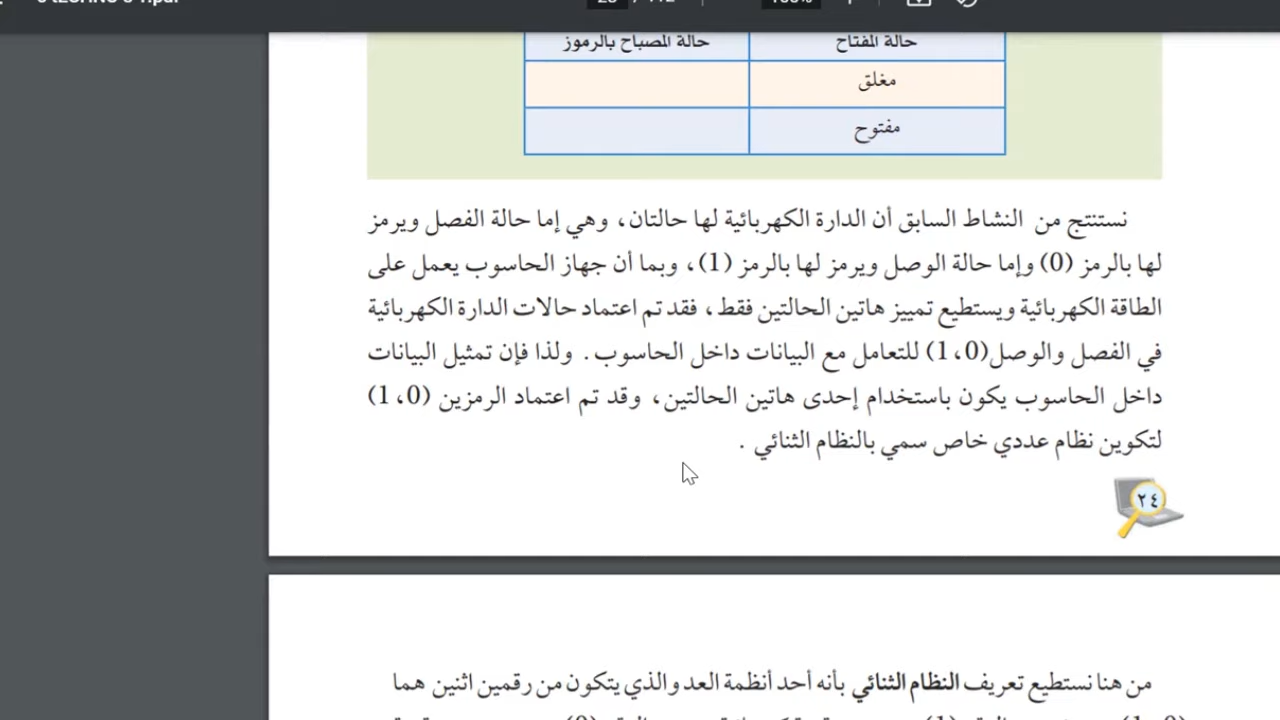 100%
حالة المفتاح حالة المصباح بالرموز
مغلق
مفتوح
نستنتج من النشاط السابق أن الدارة الكهربائية لها حالتان، وهي إما حالة الفصل ويرمز
لها بالرمز (0) وإما حالة الوصل ويرمز لها بالرمز (1)، وبما أن جهاز الحاسوب يعمل على
الطاقة الكهربائية ويستطيع تمييز هاتين الحالتين فقط، فقد تم اعتماد حالات الدارة الكهربائية
في الفصل والوصل(1،0) للتعامل مع البيانات داخل الحاسوب. ولذا فإن تمثيل البيانات
داخل الحاسوب يكون باستخدام إحدى هاتين الحالتين، وقد تم اعتماد الرمزين (1،0)
لتكوين نظام عددي خاص سمي بالنظام الثنائي .
٢٤
من هنا نستطيع تعريف النظام الثنائي بأنه أحد أنظمة العد والذي يتكون من رقمين اثنين هما